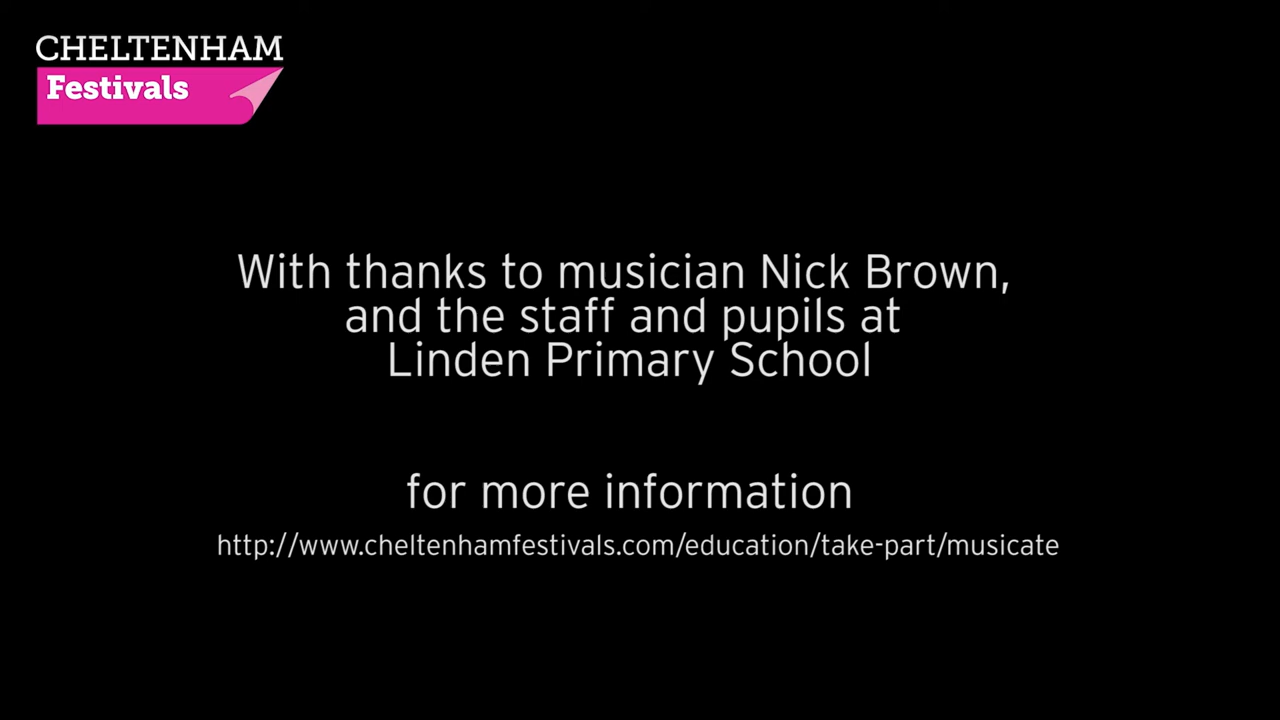 CHELTENHAM
Festivals
With thanks to musician Nick Brown,
and the staff and pupils at
Linden Primary School
for more information
http://www.cheltenhamfestivals.com/education/take-part/musicate